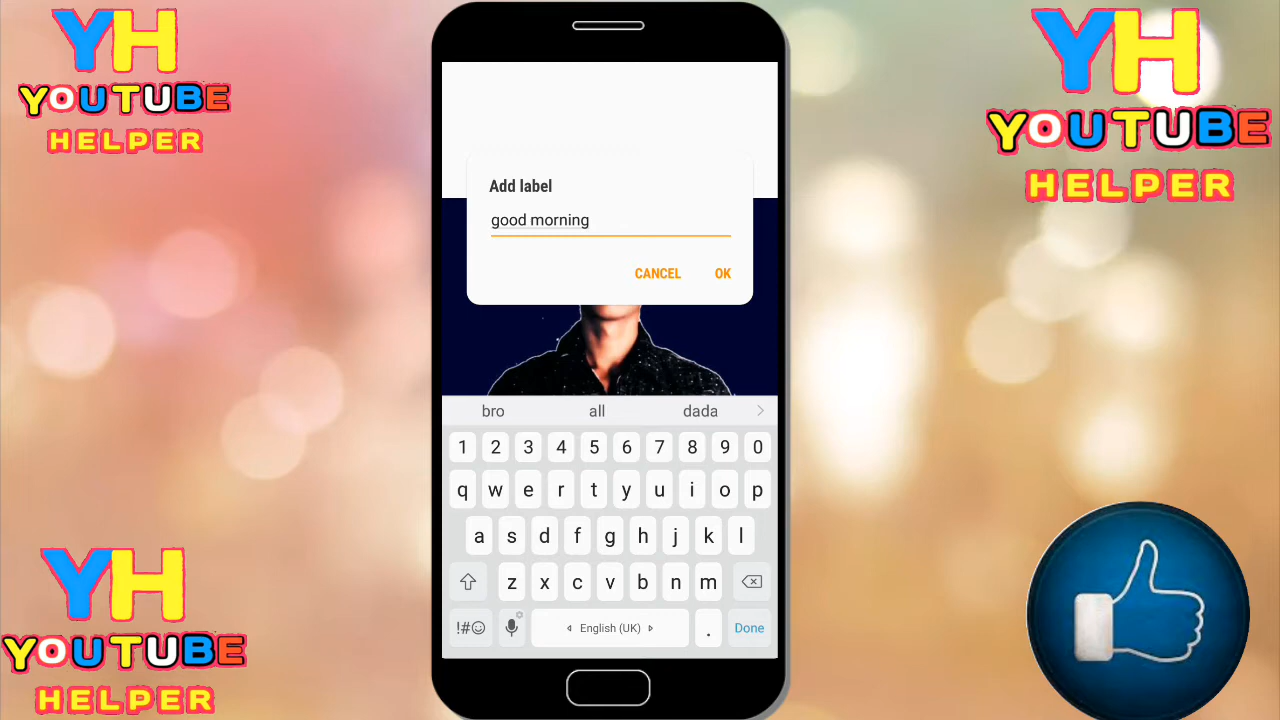 YH
YOUTUBE
HELPER
YH
YOUTUBE
HELPER
Add label
good morning
CANCEL OK
bro all dada
1 2 3 4 5 6 7 8 9 0
q w e r t y u i o p
a s d f g h j k l
z x c v b n m
!#☺ English (UK) . Done
YH
YOUTUBE
HELPER